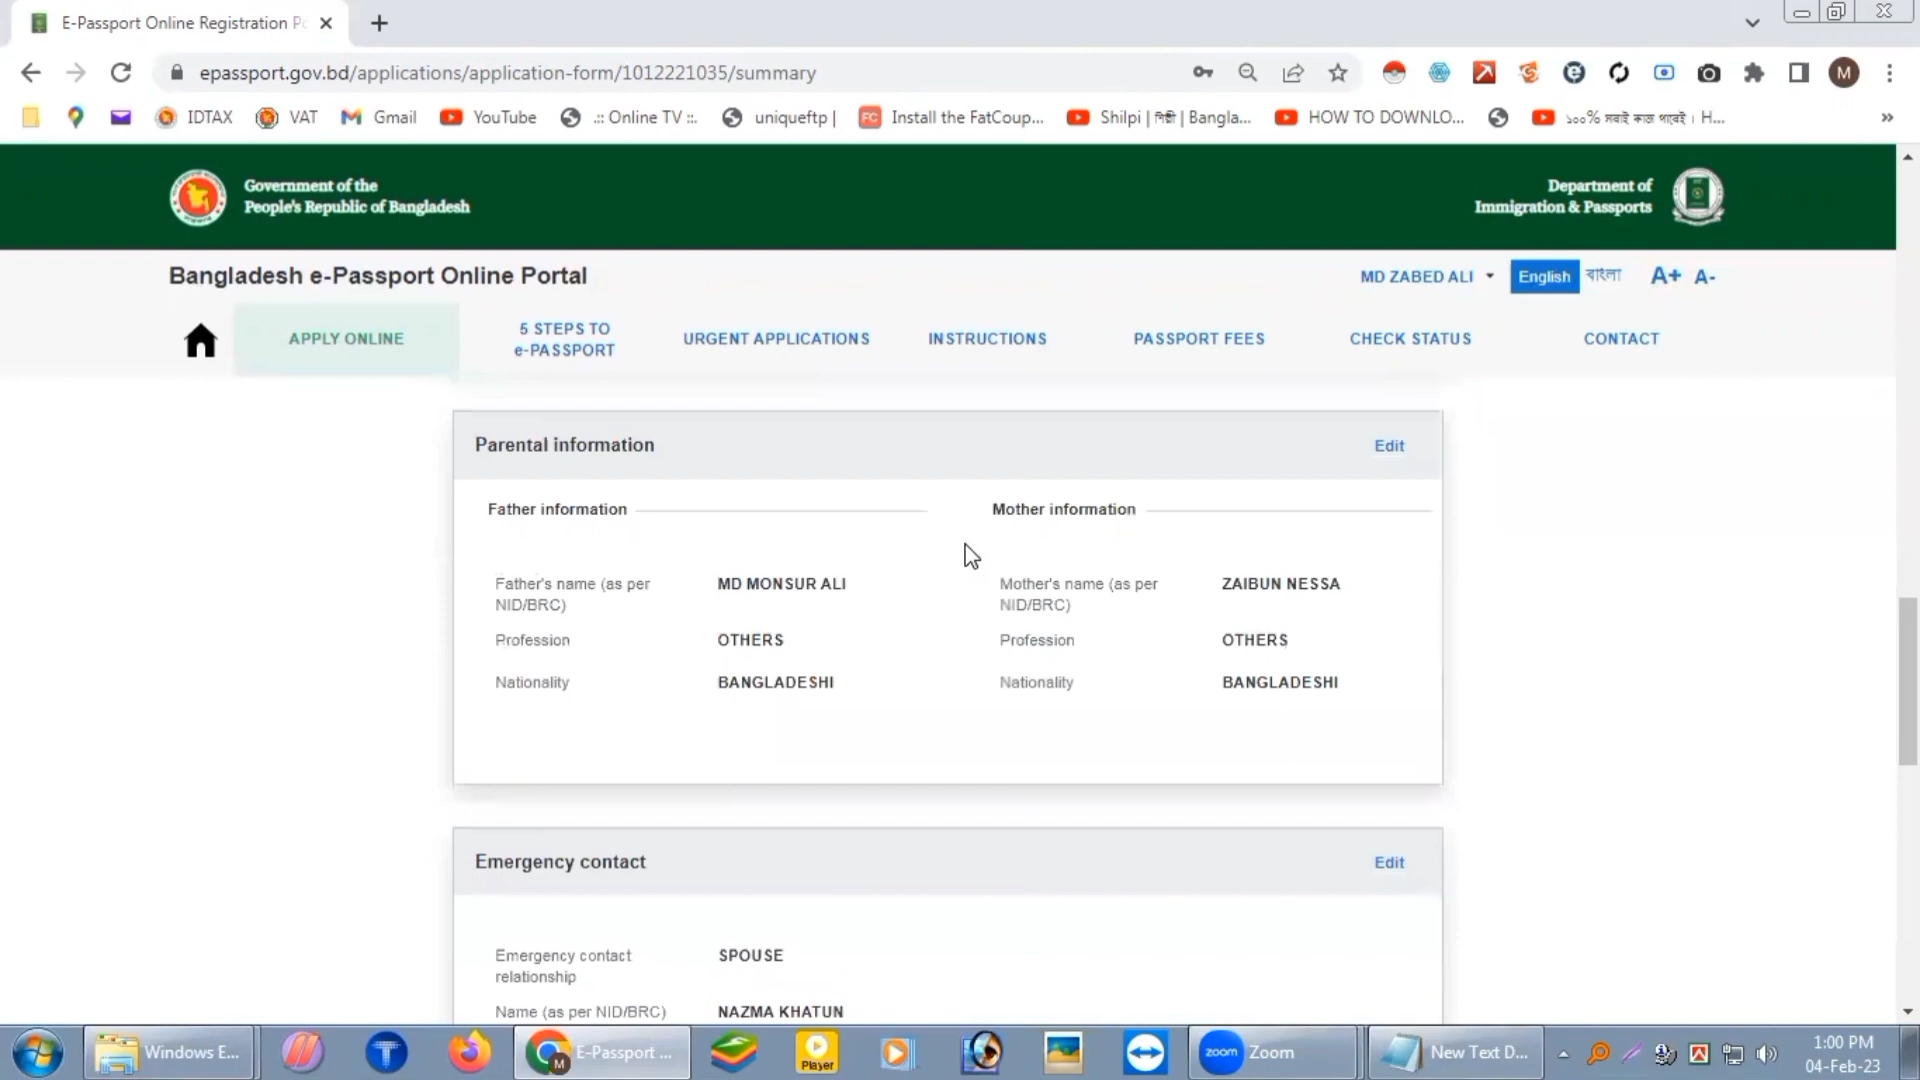 E-Passport Online Registration Po
epassport.gov.bd/applications/application-form/1012221035/summary
M
IDTAX
VAT
Gmail
YouTube
.:: Online TV ::.
uniqueftp |
FC
Install the FatCoup...
Shilpi | শিল্পী | Bangla...
HOW TO DOWNLO...
১০০% সবাই কাজ পাবেই । H...
»
Government of the
People's Republic of Bangladesh
Department of
Immigration & Passports
Bangladesh e-Passport Online Portal
MD ZABED ALI
English
বাংলা
A+ A-
APPLY ONLINE
5 STEPS TO
e-PASSPORT
URGENT APPLICATIONS
INSTRUCTIONS
PASSPORT FEES
CHECK STATUS
CONTACT
Parental information
Edit
Father information
Mother information
Father's name (as per
NID/BRC)
MD MONSUR ALI
Mother's name (as per
NID/BRC)
ZAIBUN NESSA
Profession
OTHERS
Profession
OTHERS
Nationality
BANGLADESHI
Nationality
BANGLADESHI
Emergency contact
Edit
Emergency contact
relationship
SPOUSE
Name (as per NID/BRC)
NAZMA KHATUN
Windows E...
T
M
E-Passport ...
Player
zoom
Zoom
New Text D...
1:00 PM
04-Feb-23